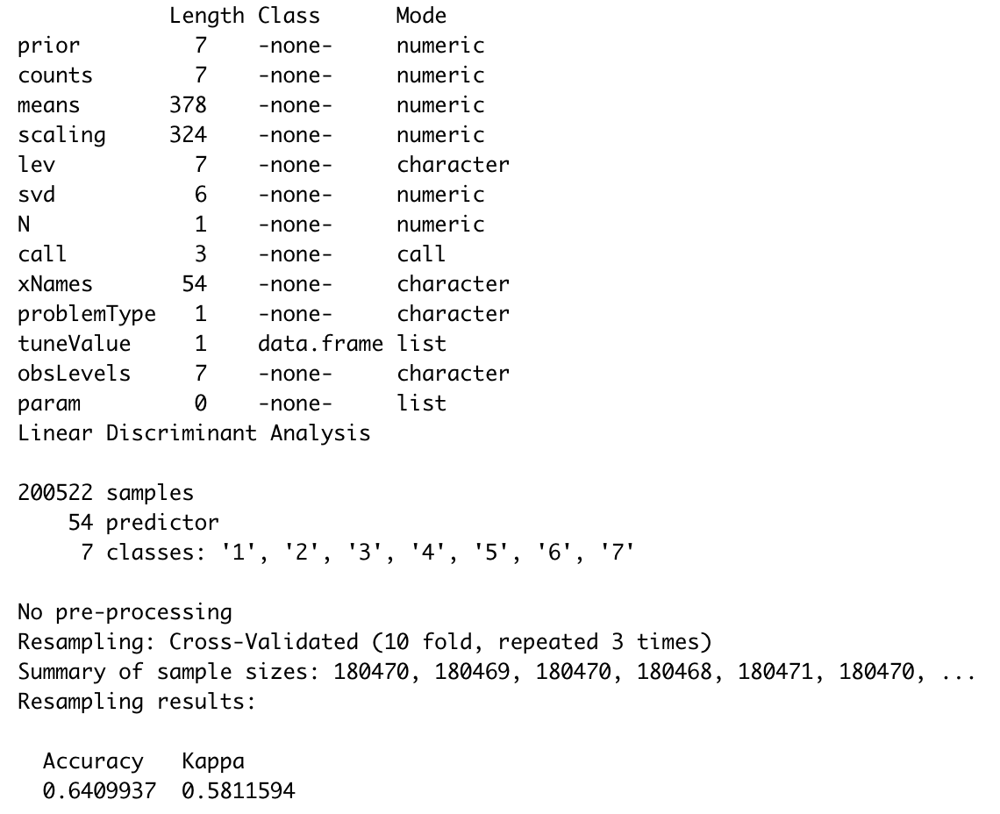 Length Class      Mode
prior           7    -none-     numeric
counts          7    -none-     numeric
means         378    -none-     numeric
scaling       324    -none-     numeric
lev             7    -none-     character
svd             6    -none-     numeric
N               1    -none-     numeric
call            3    -none-     call
xNames         54    -none-     character
problemType     1    -none-     character
tuneValue       1    data.frame list
obsLevels       7    -none-     character
param           0    -none-     list
Linear Discriminant Analysis

200522 samples
    54 predictor
     7 classes: '1', '2', '3', '4', '5', '6', '7'

No pre-processing
Resampling: Cross-Validated (10 fold, repeated 3 times)
Summary of sample sizes: 180470, 180469, 180470, 180468, 180471, 180470, ...
Resampling results:

  Accuracy   Kappa
  0.6409937  0.5811594